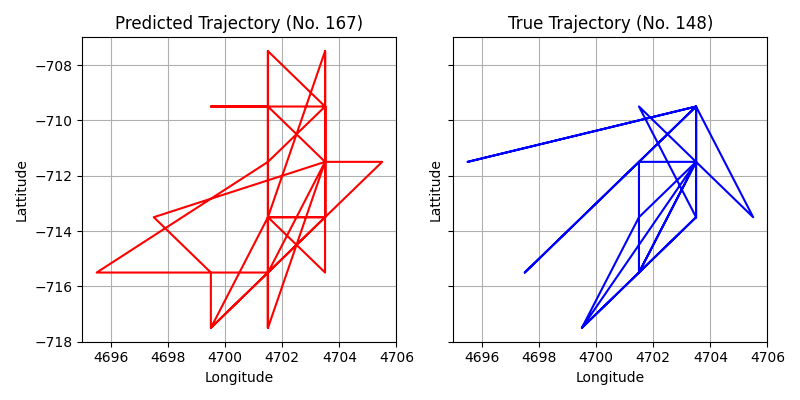 Predicted Trajectory (No. 167)
True Trajectory (No. 148)
−708
−710
−712
−714
−716
−718
Lattitude
Lattitude
4696 4698 4700 4702 4704 4706
4696 4698 4700 4702 4704 4706
Longitude
Longitude